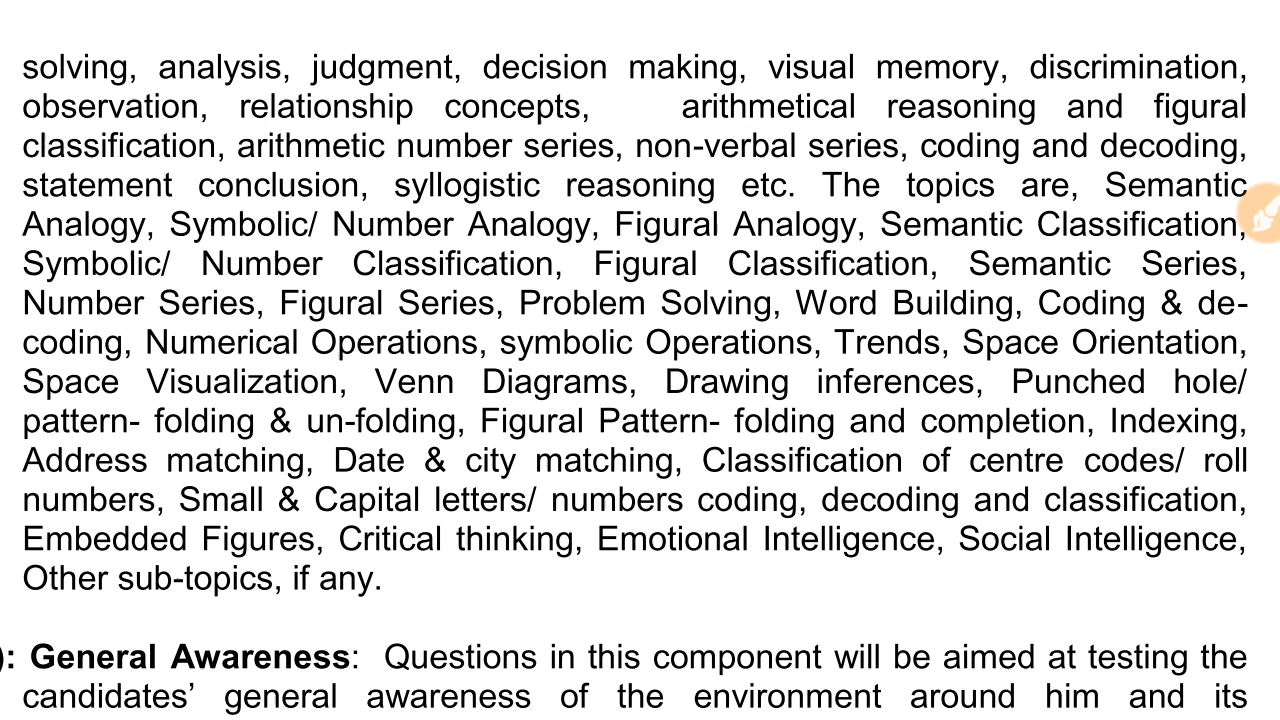 solving, analysis, judgment, decision making, visual memory, discrimination,
observation, relationship concepts, arithmetical reasoning and figural
classification, arithmetic number series, non-verbal series, coding and decoding,
statement conclusion, syllogistic reasoning etc. The topics are, Semantic
Analogy, Symbolic/ Number Analogy, Figural Analogy, Semantic Classification,
Symbolic/ Number Classification, Figural Classification, Semantic Series,
Number Series, Figural Series, Problem Solving, Word Building, Coding & de-
coding, Numerical Operations, symbolic Operations, Trends, Space Orientation,
Space Visualization, Venn Diagrams, Drawing inferences, Punched hole/
pattern- folding & un-folding, Figural Pattern- folding and completion, Indexing,
Address matching, Date & city matching, Classification of centre codes/ roll
numbers, Small & Capital letters/ numbers coding, decoding and classification,
Embedded Figures, Critical thinking, Emotional Intelligence, Social Intelligence,
Other sub-topics, if any.
): General Awareness: Questions in this component will be aimed at testing the
candidates’ general awareness of the environment around him and its